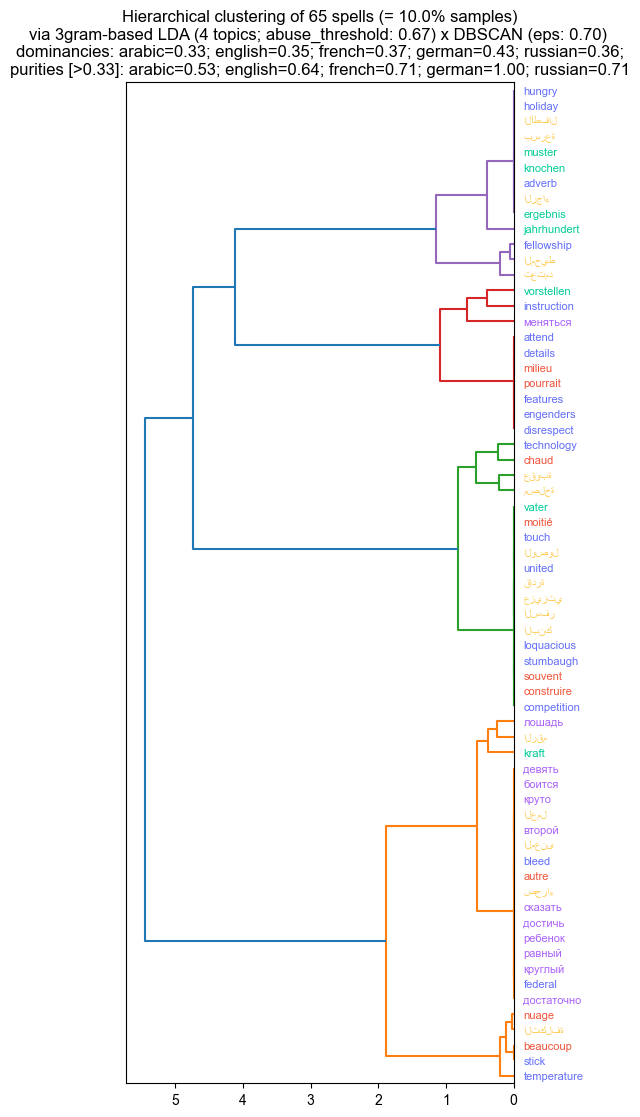 Hierarchical clustering of 65 spells (= 10.0% samples)
via 3gram-based LDA (4 topics; abuse_threshold: 0.67) x DBSCAN (eps: 0.70)
dominancies: arabic=0.33; english=0.35; french=0.37; german=0.43; russian=0.36;
purities [>0.33]: arabic=0.53; english=0.64; french=0.71; german=1.00; russian=0.71
hungry
holiday
الأطفال
بسرعة
muster
knochen
adverb
الرجاء
ergebnis
jahrhundert
fellowship
المحيط
تعتمد
vorstellen
instruction
меняться
attend
details
milieu
pourrait
features
engenders
disrespect
technology
chaud
عقوبة
مصلحة
vater
moitié
touch
الوصول
united
قادرة
عزيزتي
السفر
البنك
loquacious
stumbaugh
souvent
construire
competition
лошадь
الرقم
kraft
девять
боится
круто
العمل
второй
المعنى
bleed
autre
صحراء
сказать
достичь
ребенок
равный
круглый
federal
достаточно
nuage
التكلفة
beaucoup
stick
temperature
5 4 3 2 1 0